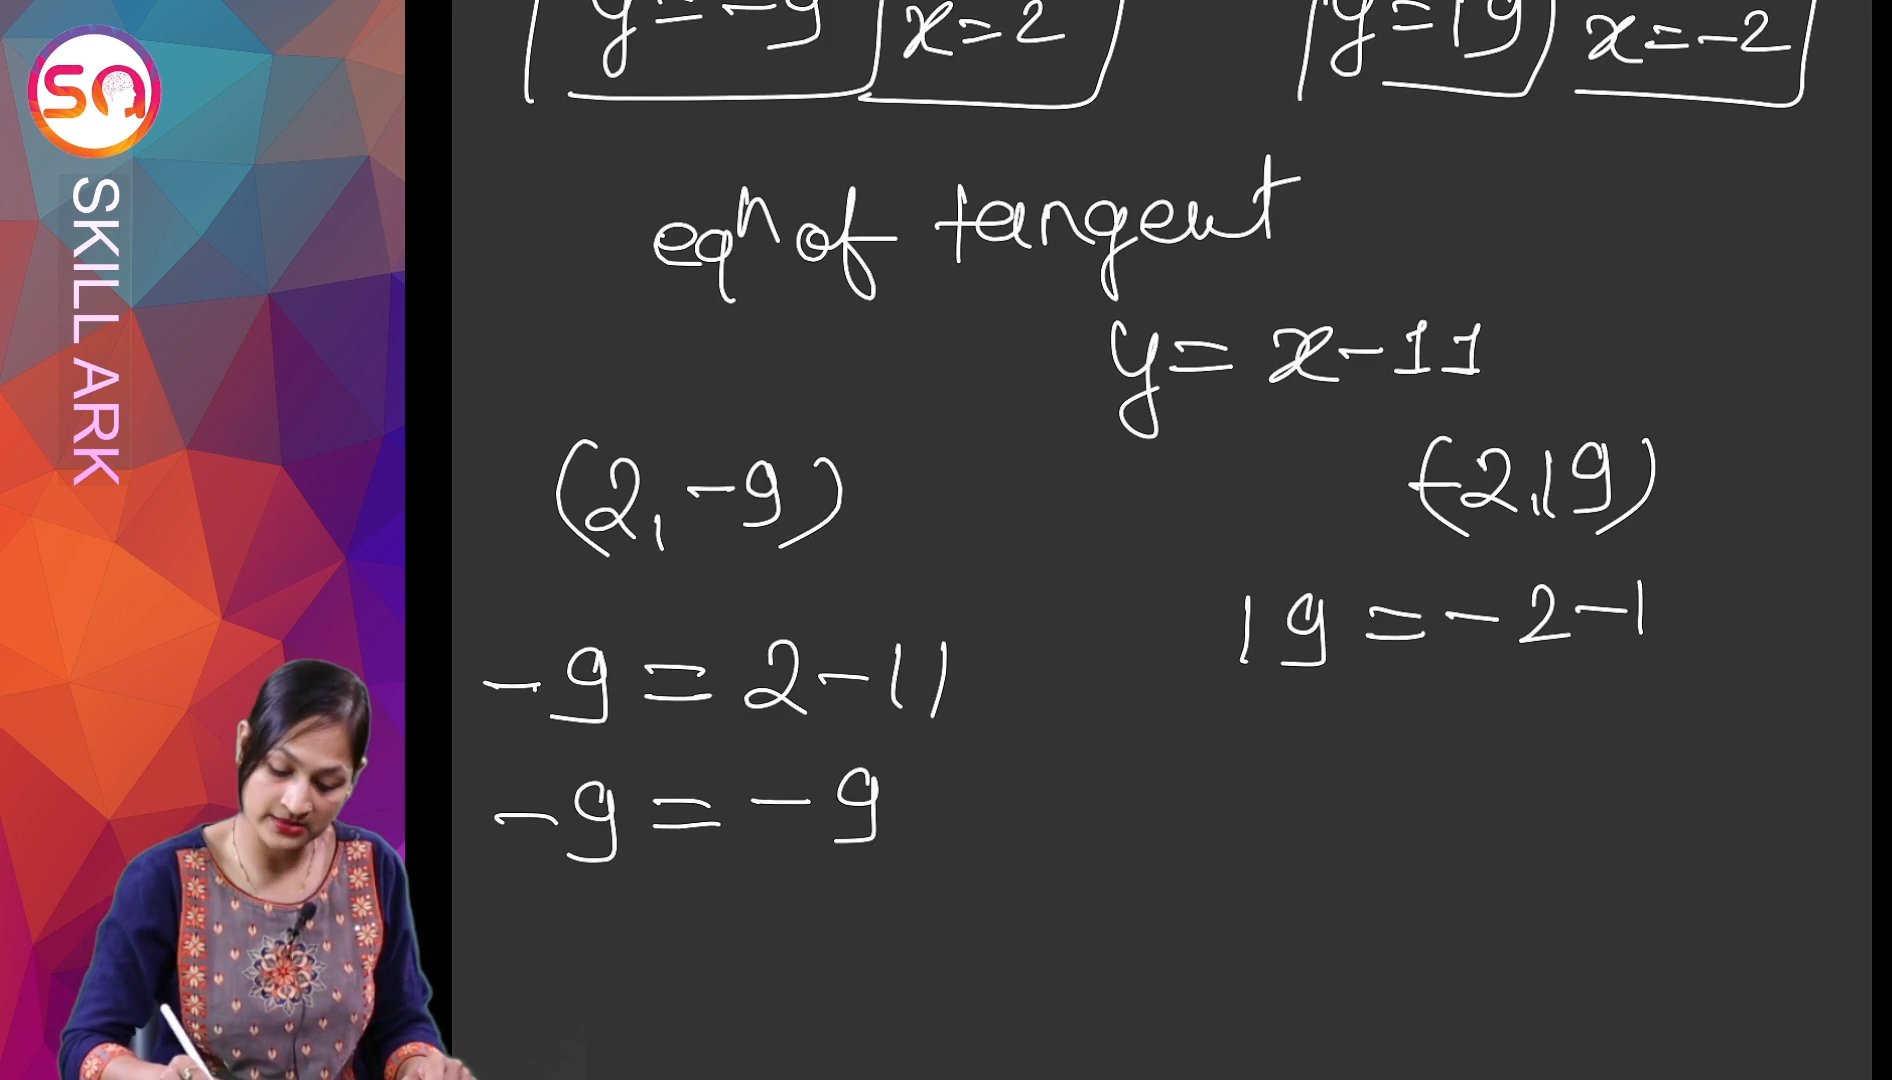 SA
SKILL ARK
y=-9 x=2 y=19 x=-2
eqn of tangent
y= x-11
(2, -9) (-2,19)
19=-2-1
-9=2-11
-9=-9